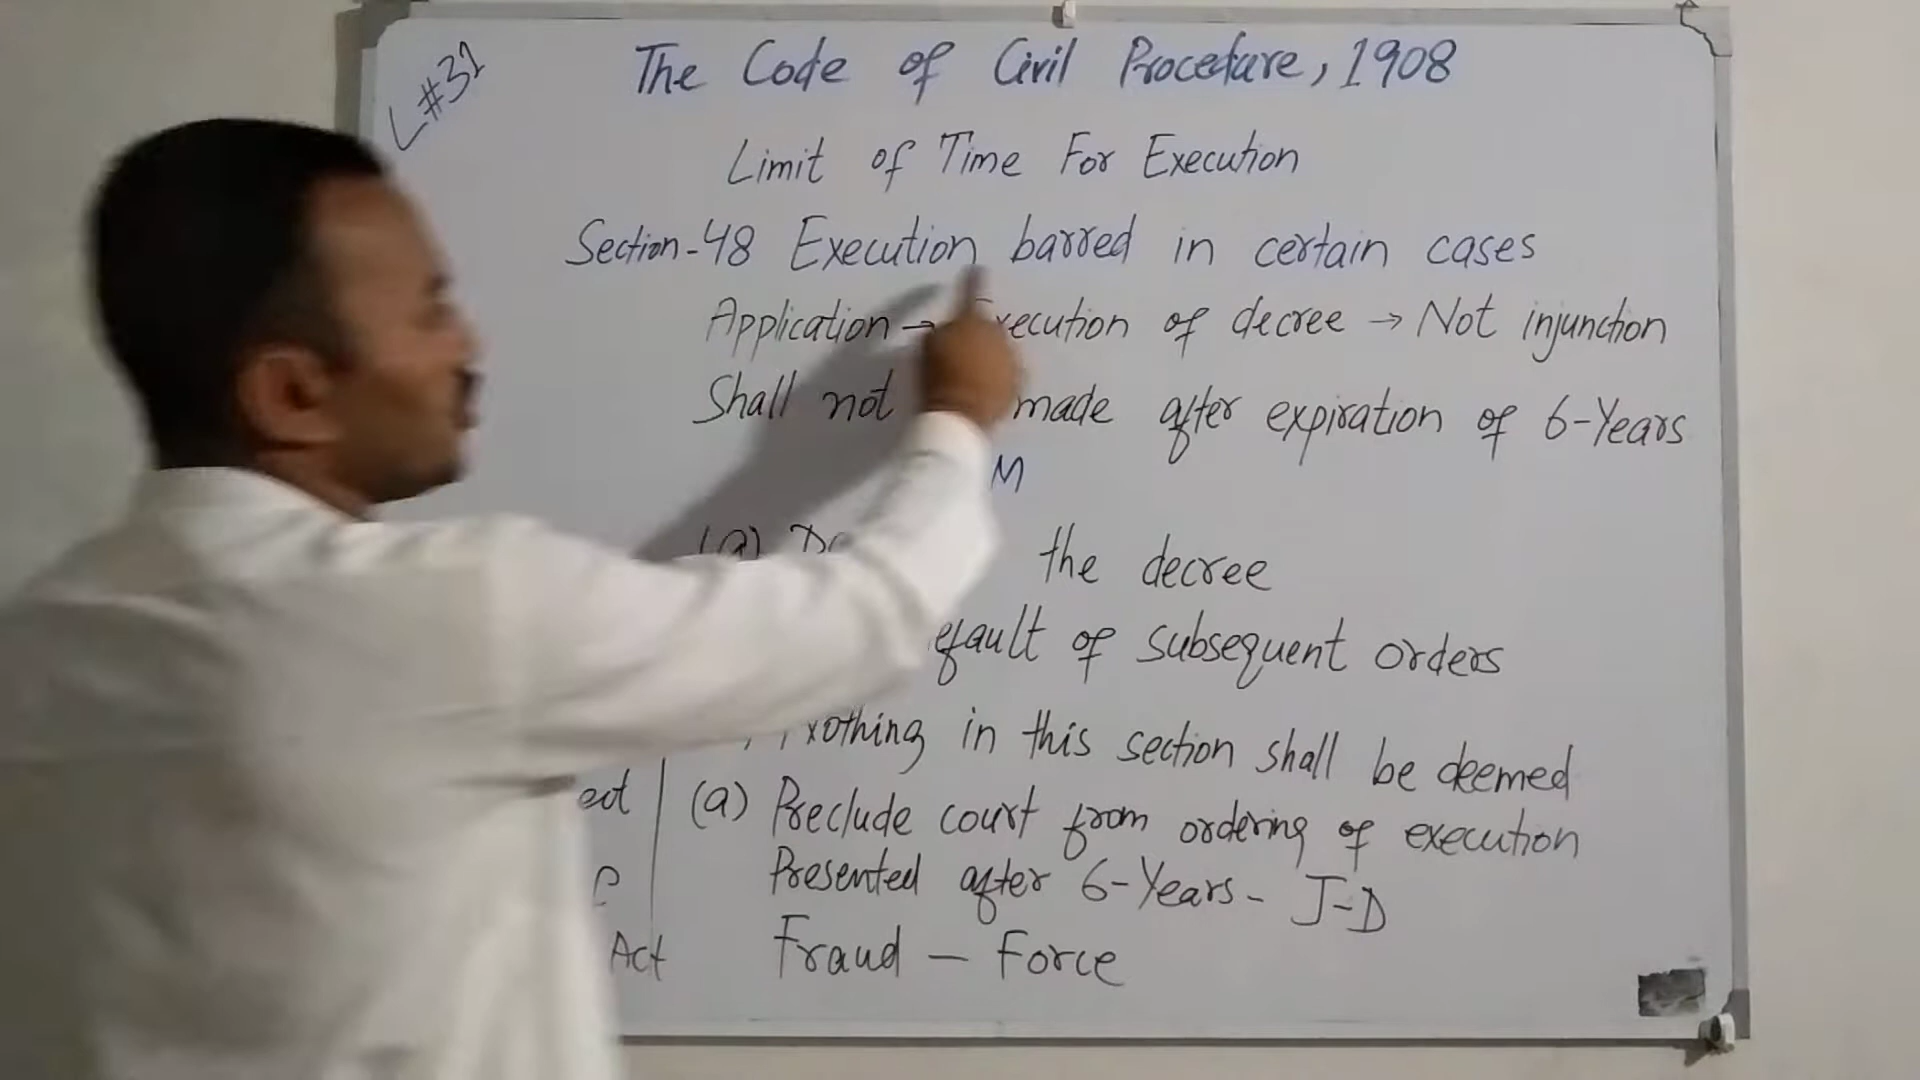 L#31
The Code of Civil Procedure, 1908
Limit of Time For Execution
Section-48 Execution barred in certain cases
Application → Execution of decree → Not injunction
Shall not made after expiration of 6-Years
M
(a) the decree
efault of subsequent orders
Nothing in this section shall be deemed
(a) Preclude court from ordering of execution
Presented after 6-Years- J-D
Act Fraud - Force